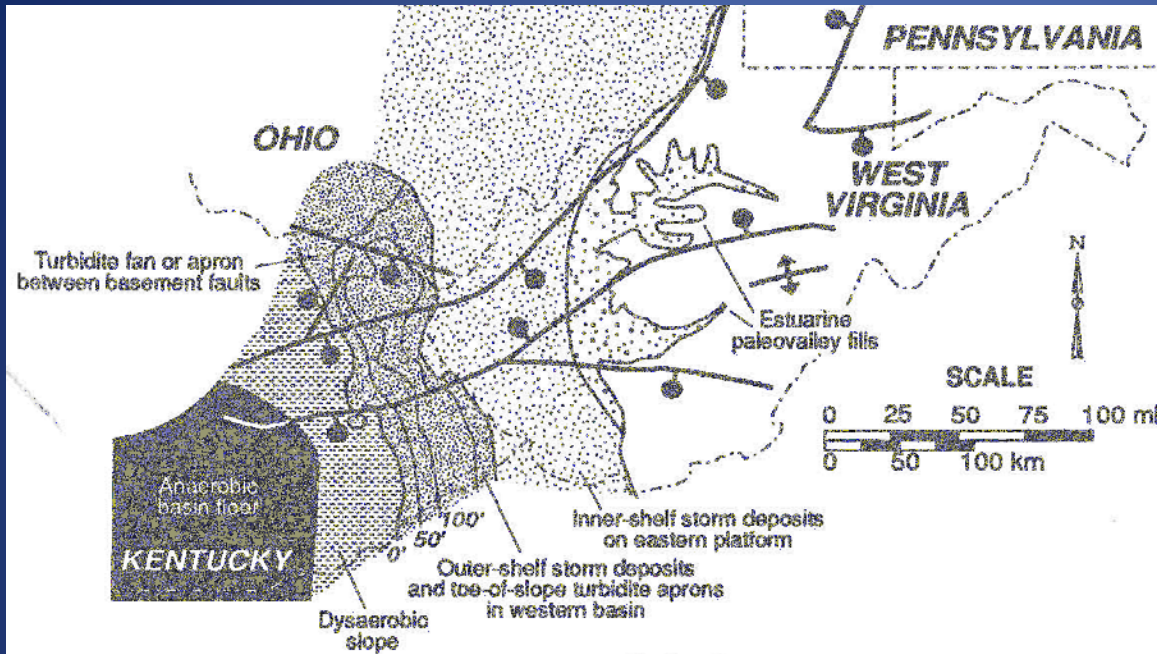 PENNSYLVANIA
OHIO
WEST
VIRGINIA
N
Turbidite fan or apron
between basement faults
Estuarine
paleovalley fills
SCALE
0 25 50 75 100 mi
0 50 100 km
Anaerobic
basin floor
KENTUCKY
0'
50'
100'
<0'
Inner-shelf storm deposits
on eastern platform
Outer-shelf storm deposits
and toe-of-slope turbidite aprons
in western basin
Dysaerobic
slope